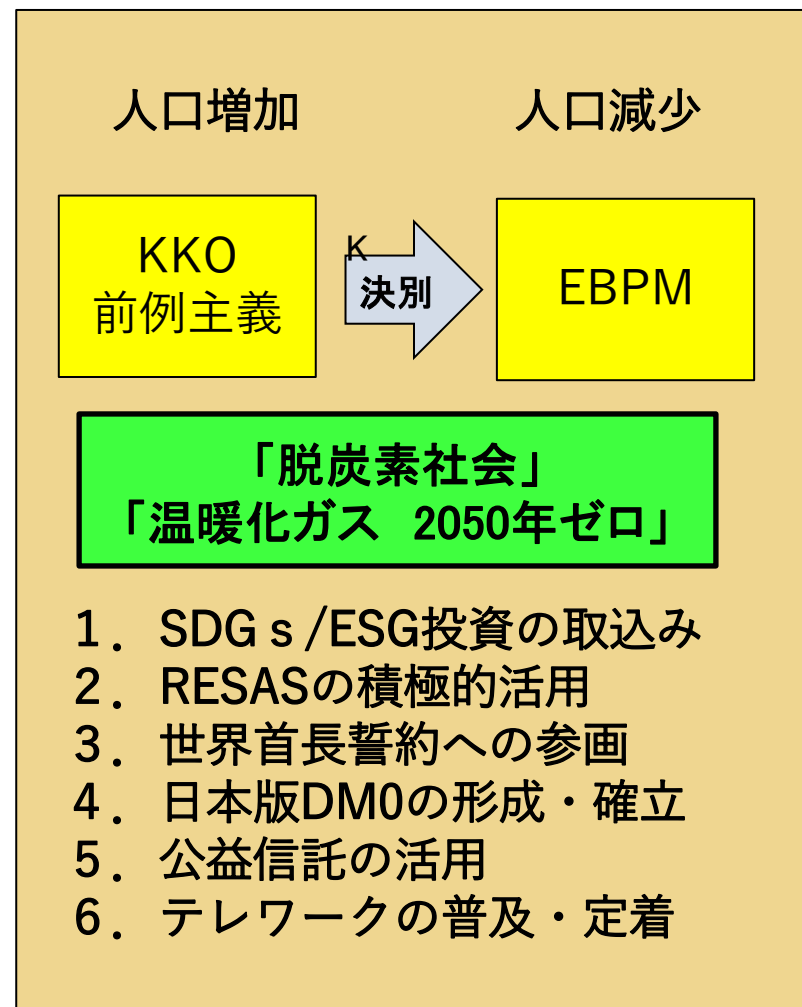 人口増加 人口減少
KKO
前例主義
K
決別
EBPM
「脱炭素社会」
「温暖化ガス　2050年ゼロ」
1．SDGｓ/ESG投資の取込み
2．RESASの積極的活用
3．世界首長誓約への参画
4．日本版DM0の形成・確立
5．公益信託の活用
6．テレワークの普及・定着